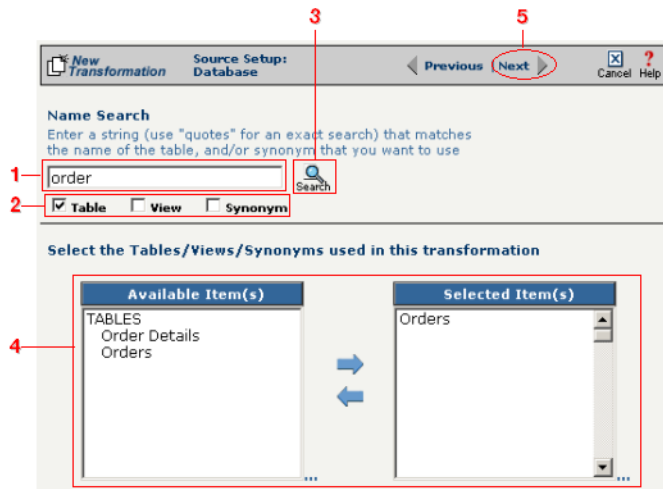 3
5
New Transformation
Source Setup: Database
Previous
Next
Cancel
Help
Name Search
Enter a string (use "quotes" for an exact search) that matches
the name of the table, and/or synonym that you want to use
1
order
Search
2
Table
View
Synonym
Select the Tables/Views/Synonyms used in this transformation
Available Item(s)
Selected Item(s)
TABLES
Order Details
Orders
Orders
4
...
...